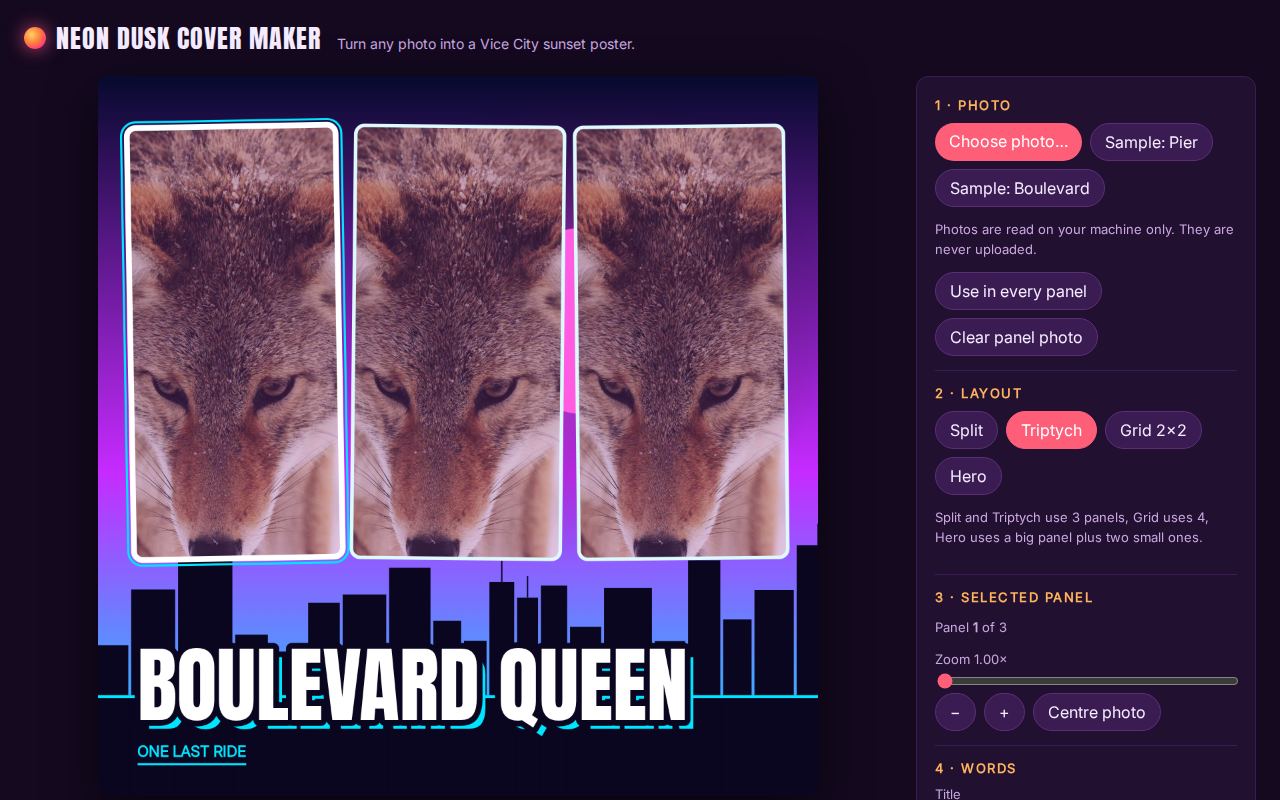 NEON DUSK COVER MAKER
Turn any photo into a Vice City sunset poster.
BOULEVARD QUEEN
ONE LAST RIDE
1 · PHOTO
Choose photo...
Sample: Pier
Sample: Boulevard
Photos are read on your machine only. They are
never uploaded.
Use in every panel
Clear panel photo
2 · LAYOUT
Split
Triptych
Grid 2×2
Hero
Split and Triptych use 3 panels, Grid uses 4,
Hero uses a big panel plus two small ones.
3 · SELECTED PANEL
Panel 1 of 3
Zoom 1.00×
−
+
Centre photo
4 · WORDS
Title